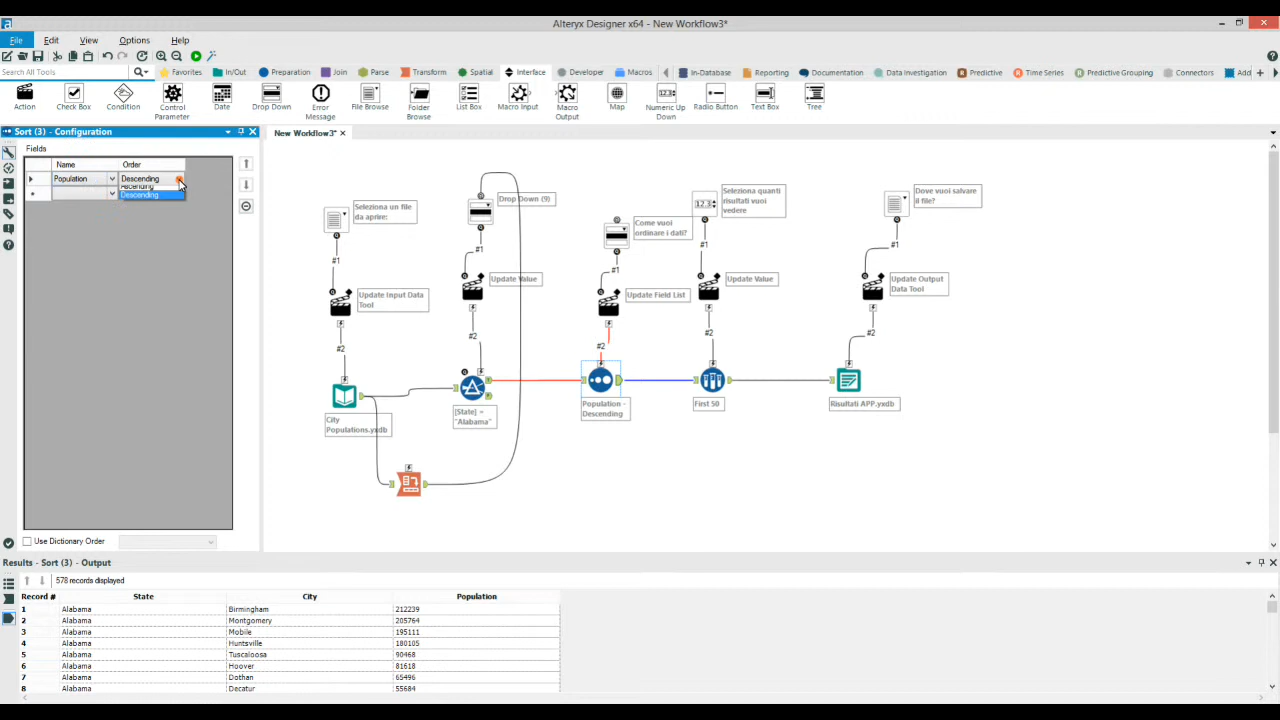 Alteryx Designer x64 - New Workflow3*
File Edit View Options Help
Search All Tools
Favorites In/Out Preparation Join Parse Transform Spatial Interface Developer Macros In-Database Reporting Documentation Data Investigation Predictive Time Series Predictive Grouping Connectors Add
Action Check Box Condition Control Parameter Date Drop Down Error Message File Browse Folder Browse List Box Macro Input Macro Output Map Numeric Up Down Radio Button Text Box Tree
Sort (3) - Configuration
New Workflow3*
Fields
Name Order
Population Descending
Ascending
Descending
Use Dictionary Order
Seleziona un file
da aprire:
#1
Update Input Data
Tool
#2
City
Populations.yxdb
Drop Down (9)
#1
Update Value
#2
[State] =
"Alabama"
T
F
Come vuoi
ordinare i dati?
#1
Update Field List
#2
Population -
Descending
Seleziona quanti
risultati vuoi
vedere
12.3
#1
Update Value
#2
First 50
Dove vuoi salvare
il file?
#1
Update Output
Data Tool
#2
Risultati APP.yxdb
Results - Sort (3) - Output
578 records displayed
Record # State City Population
1 Alabama Birmingham 212239
2 Alabama Montgomery 205764
3 Alabama Mobile 195111
4 Alabama Huntsville 180105
5 Alabama Tuscaloosa 90468
6 Alabama Hoover 81618
7 Alabama Dothan 65496
8 Alabama Decatur 55684